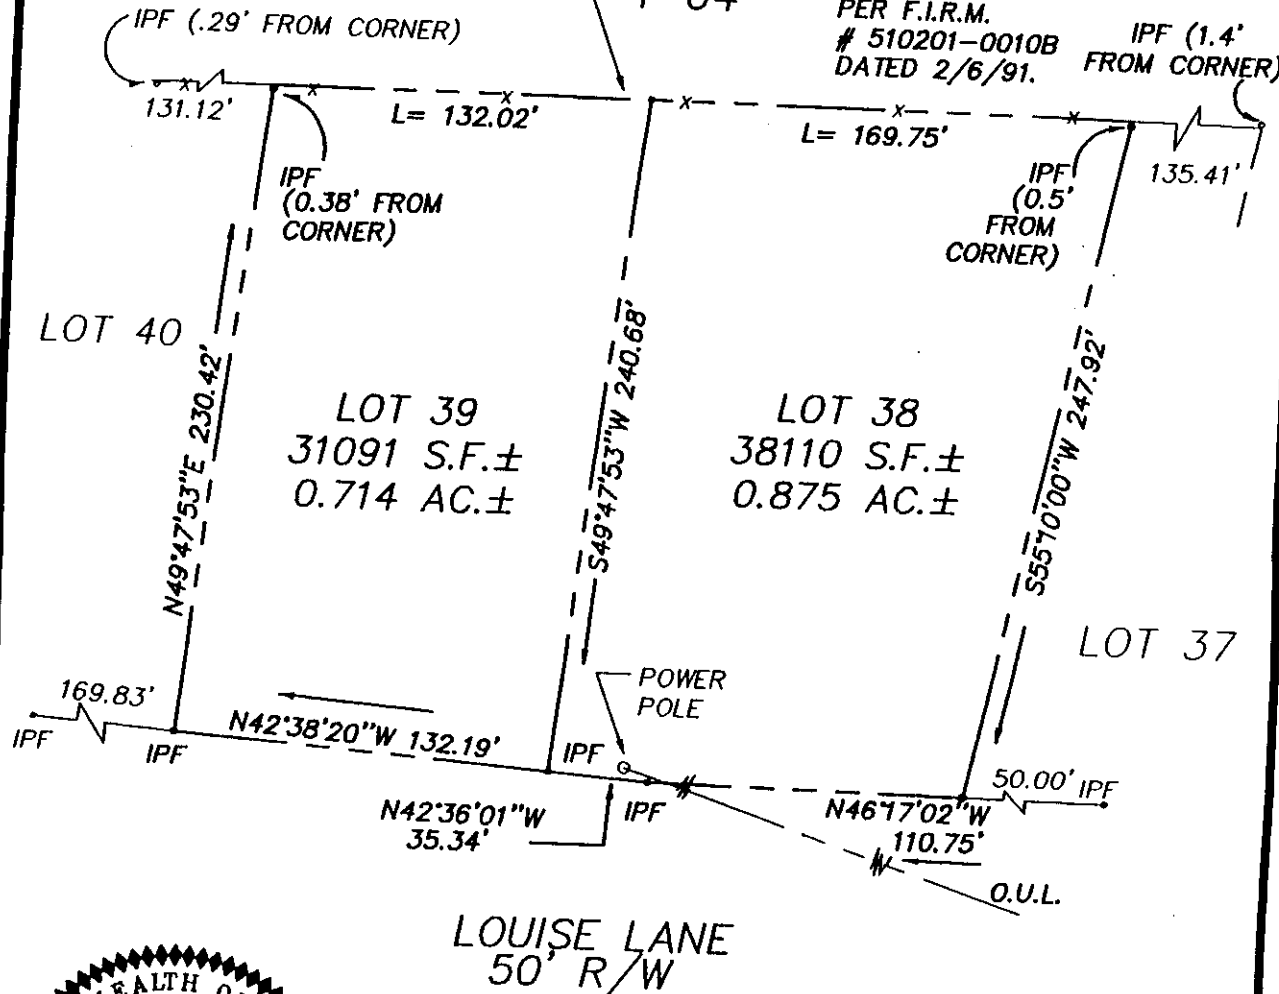 IPF (.29' FROM CORNER)
PER F.I.R.M.
# 510201-0010B
DATED 2/6/91.
IPF (1.4'
FROM CORNER)
131.12'
L= 132.02'
L= 169.75'
135.41'
IPF
(0.38' FROM
CORNER)
IPF
(0.5'
FROM
CORNER)
LOT 40
N49°47'53"E 230.42'
LOT 39
31091 S.F.±
0.714 AC.±
S49°47'53"W 240.68'
LOT 38
38110 S.F.±
0.875 AC.±
S55°10'00"W 247.92'
LOT 37
169.83'
IPF
IPF
N42°38'20"W 132.19'
IPF
POWER
POLE
N42°36'01"W
35.34'
IPF
50.00' IPF
N46°17'02"W
110.75'
O.U.L.
LOUISE LANE
50' R/W
EALTH O